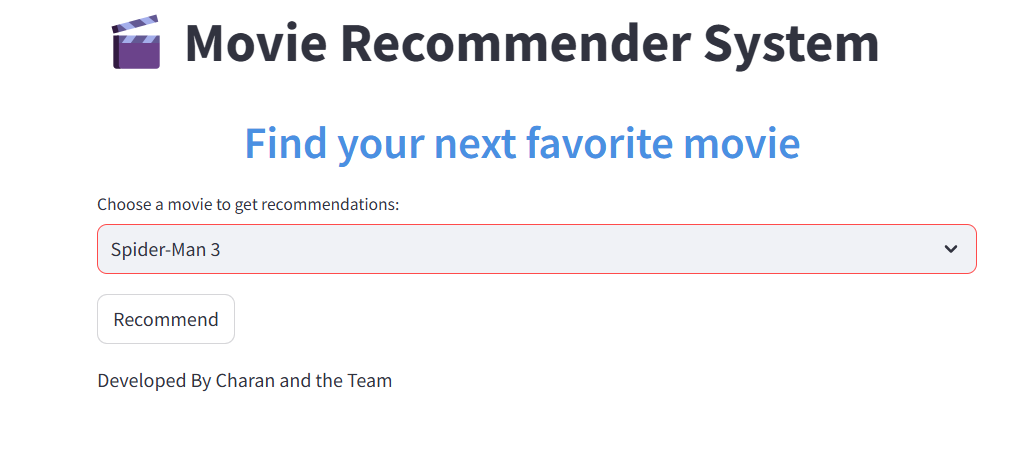 Movie Recommender System
Find your next favorite movie
Choose a movie to get recommendations:
Spider-Man 3
Recommend
Developed By Charan and the Team